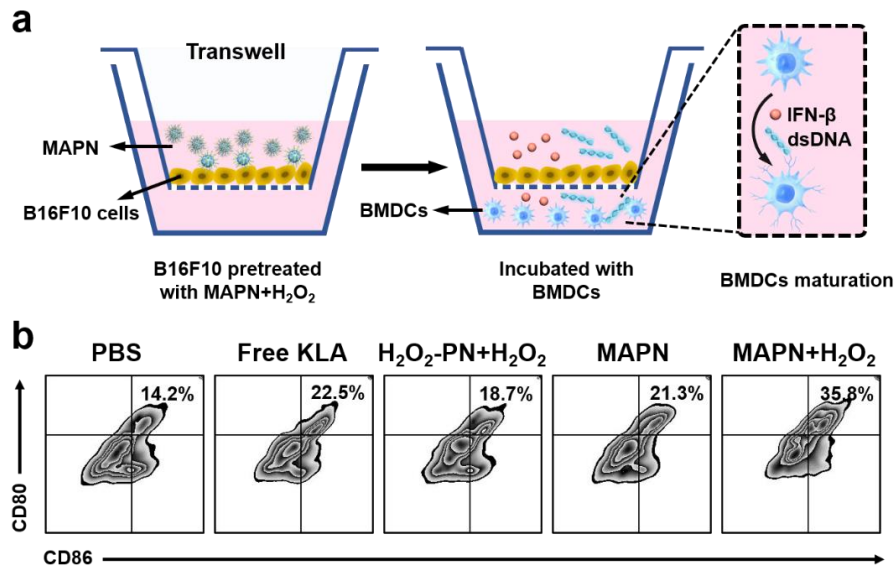 a
Transwell
MAPN
B16F10 cells
B16F10 pretreated
with MAPN+H₂O₂
BMDCs
Incubated with
BMDCs
IFN-β
dsDNA
BMDCs maturation
b
PBS
Free KLA
H₂O₂-PN+H₂O₂
MAPN
MAPN+H₂O₂
14.2%
22.5%
18.7%
21.3%
35.8%
CD80
CD86